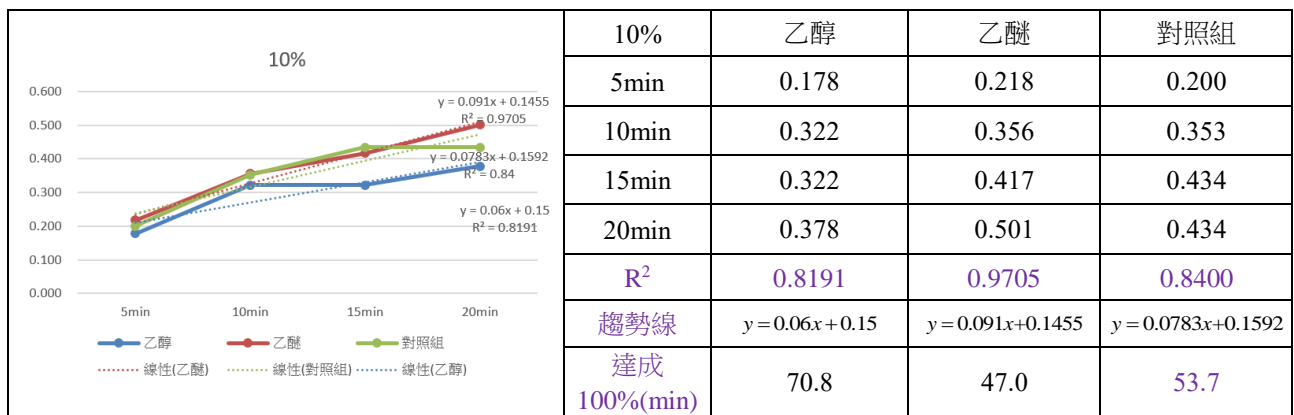 10%
0.600
0.500
0.400
0.300
0.200
0.100
0.000
y = 0.091x + 0.1455
R² = 0.9705
y = 0.0783x + 0.1592
R² = 0.84
y = 0.06x + 0.15
R² = 0.8191
5min 10min 15min 20min
乙醇 乙醚 對照組
線性(乙醚) 線性(對照組) 線性(乙醇)
10% 乙醇 乙醚 對照組
5min 0.178 0.218 0.200
10min 0.322 0.356 0.353
15min 0.322 0.417 0.434
20min 0.378 0.501 0.434
R² 0.8191 0.9705 0.8400
趨勢線 y = 0.06x + 0.15 y = 0.091x+0.1455 y = 0.0783x+0.1592
達成
100%(min) 70.8 47.0 53.7